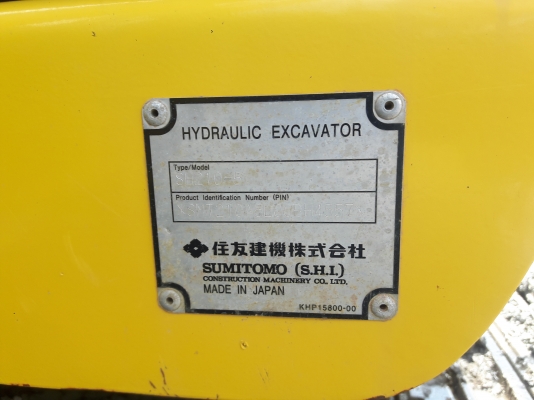 HYDRAULIC EXCAVATOR
Type/Model
Product Identification Number (PIN)
住友建機株式会社
SUMITOMO (S.H.I.)
CONSTRUCTION MACHINERY CO., LTD.
MADE IN JAPAN
KHP15800-00